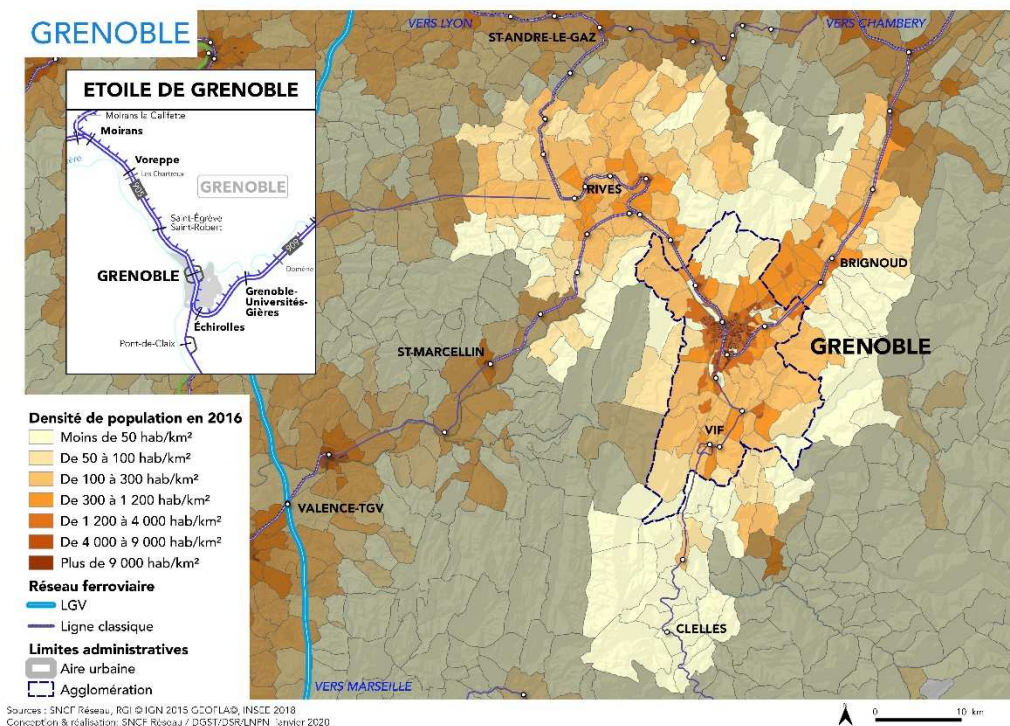 GRENOBLE
VERS LYON
VERS CHAMBERY
ST-ANDRE-LE-GAZ
ETOILE DE GRENOBLE
Moirans la Galifette
Moirans
Voreppe
Les Chartreux
905
GRENOBLE
Saint-Égrève
Saint-Robert
909
GRENOBLE
Domène
Grenoble-
Universités-
Gières
Échirolles
Pont-de-Claix
RIVES
BRIGNOUD
GRENOBLE
ST-MARCELLIN
VIF
VALENCE-TGV
CLELLES
VERS MARSEILLE
Densité de population en 2016
Moins de 50 hab/km²
De 50 à 100 hab/km²
De 100 à 300 hab/km²
De 300 à 1 200 hab/km²
De 1 200 à 4 000 hab/km²
De 4 000 à 9 000 hab/km²
Plus de 9 000 hab/km²
Réseau ferroviaire
LGV
Ligne classique
Limites administratives
Aire urbaine
Agglomération
Sources : SNCF Réseau, RGI © IGN 2015 GEOFLA©, INSEE 2018
Conception & réalisation: SNCF Réseau / DGST/DSR/LNPN Janvier 2020
N
0 10 km